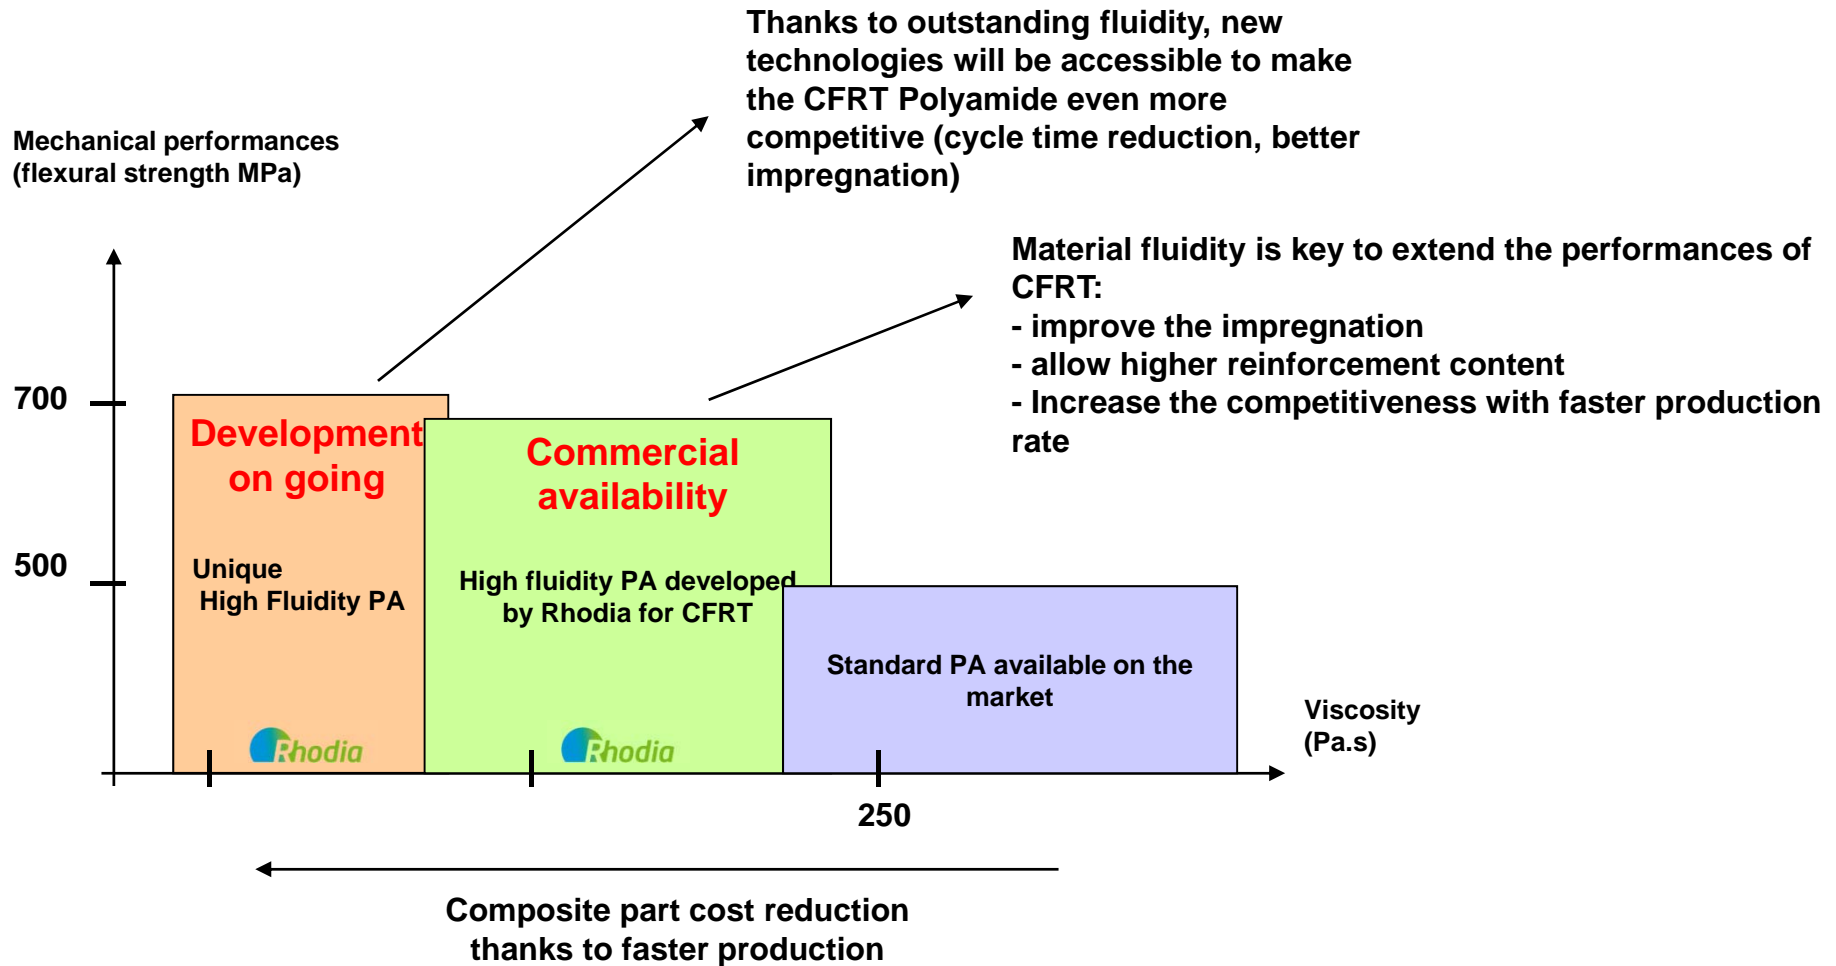 Thanks to outstanding fluidity, new
technologies will be accessible to make
the CFRT Polyamide even more
competitive (cycle time reduction, better
impregnation)
Mechanical performances
(flexural strength MPa)
Material fluidity is key to extend the performances of
CFRT:
- improve the impregnation
- allow higher reinforcement content
- Increase the competitiveness with faster production
rate
700
Development
on going
Commercial
availability
500
Unique
High Fluidity PA
High fluidity PA developed
by Rhodia for CFRT
Standard PA available on the
market
Viscosity
(Pa.s)
Rhodia
Rhodia
250
Composite part cost reduction
thanks to faster production